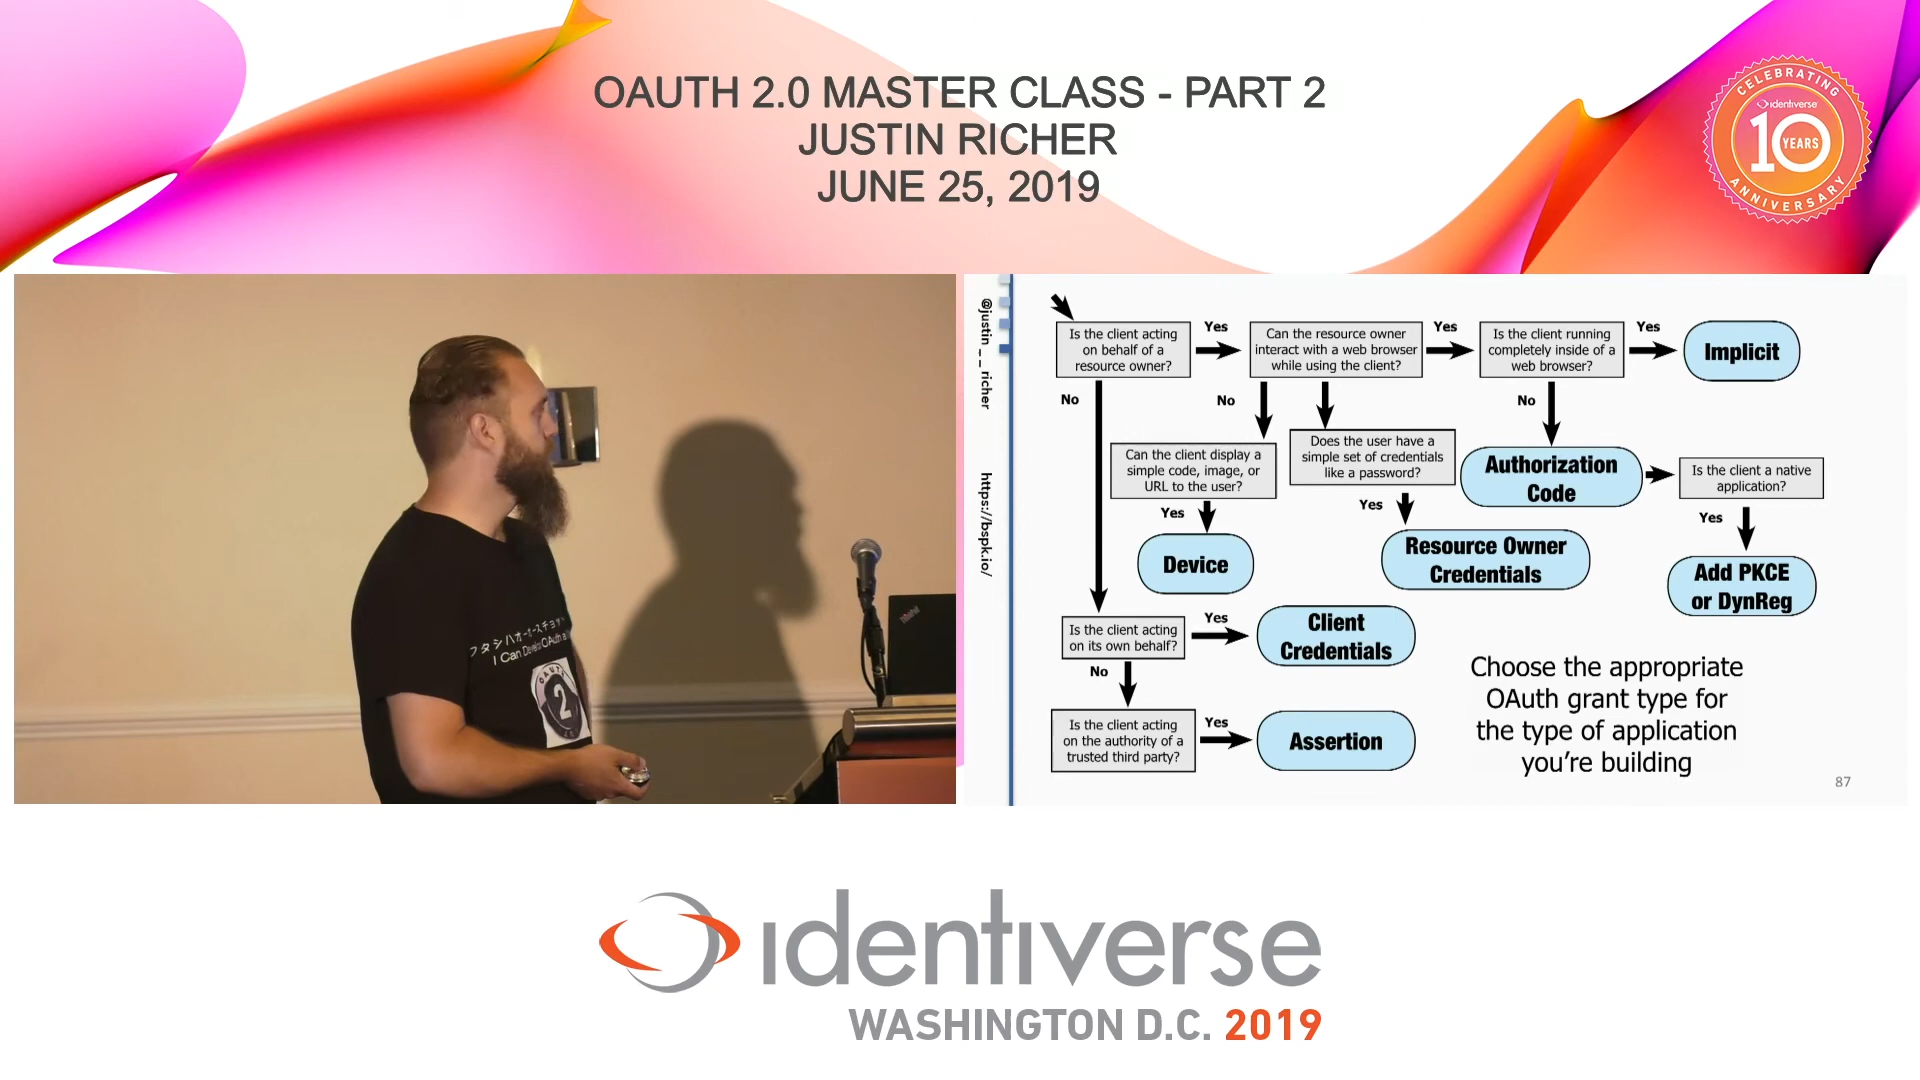 OAUTH 2.0 MASTER CLASS - PART 2
JUSTIN RICHER
JUNE 25, 2019
CELEBRATING
identiverse
10
YEARS
ANNIVERSARY
I Can
OAuth
OAUTH
2
@justin__richer
https://bspk.io/
Is the client acting
on behalf of a
resource owner?
Yes
Can the resource owner
interact with a web browser
while using the client?
Yes
Is the client running
completely inside of a
web browser?
Yes
Implicit
No
No
No
Can the client display a
simple code, image, or
URL to the user?
Does the user have a
simple set of credentials
like a password?
Authorization
Code
Is the client a native
application?
Yes
Yes
Yes
Device
Resource Owner
Credentials
Add PKCE
or DynReg
Is the client acting
on its own behalf?
Yes
Client
Credentials
No
Is the client acting
on the authority of a
trusted third party?
Yes
Assertion
Choose the appropriate
OAuth grant type for
the type of application
you're building
87
identiverse
WASHINGTON D.C. 2019